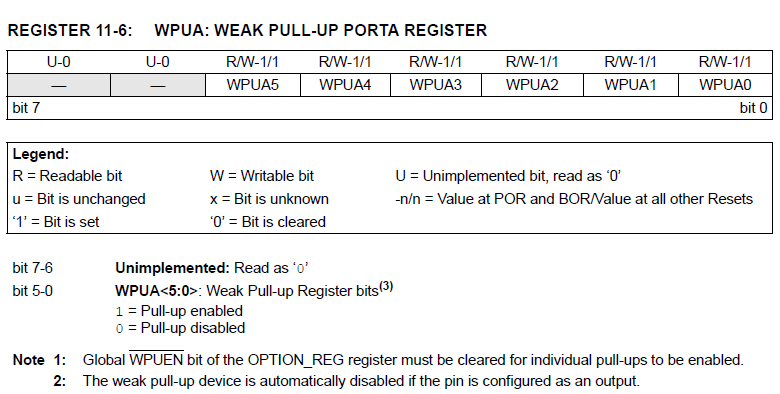 REGISTER 11-6: WPUA: WEAK PULL-UP PORTA REGISTER
U-0 U-0 R/W-1/1 R/W-1/1 R/W-1/1 R/W-1/1 R/W-1/1 R/W-1/1
— — WPUA5 WPUA4 WPUA3 WPUA2 WPUA1 WPUA0
bit 7 bit 0
Legend:
R = Readable bit W = Writable bit U = Unimplemented bit, read as ‘0’
u = Bit is unchanged x = Bit is unknown -n/n = Value at POR and BOR/Value at all other Resets
‘1’ = Bit is set ‘0’ = Bit is cleared
bit 7-6 Unimplemented: Read as ‘0’
bit 5-0 WPUA<5:0>: Weak Pull-up Register bits(3)
1 = Pull-up enabled
0 = Pull-up disabled
Note 1: Global WPUEN bit of the OPTION_REG register must be cleared for individual pull-ups to be enabled.
2: The weak pull-up device is automatically disabled if the pin is configured as an output.